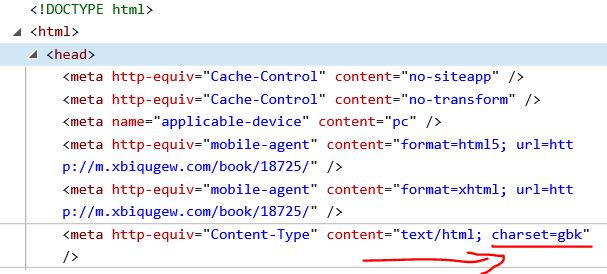 <!DOCTYPE html>
<html>
<head>
<meta http-equiv="Cache-Control" content="no-siteapp" />
<meta http-equiv="Cache-Control" content="no-transform" />
<meta name="applicable-device" content="pc" />
<meta http-equiv="mobile-agent" content="format=html5; url=htt
p://m.xbiqugew.com/book/18725/" />
<meta http-equiv="mobile-agent" content="format=xhtml; url=htt
p://m.xbiqugew.com/book/18725/" />
<meta http-equiv="Content-Type" content="text/html; charset=gbk"
/>